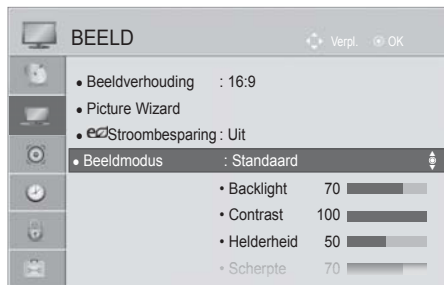 BEELD
Verpl. OK
• Beeldverhouding : 16:9
• Picture Wizard
• eco Stroombesparing : Uit
• Beeldmodus : Standaard
• Backlight 70
• Contrast 100
• Helderheid 50
• Scherpte 70